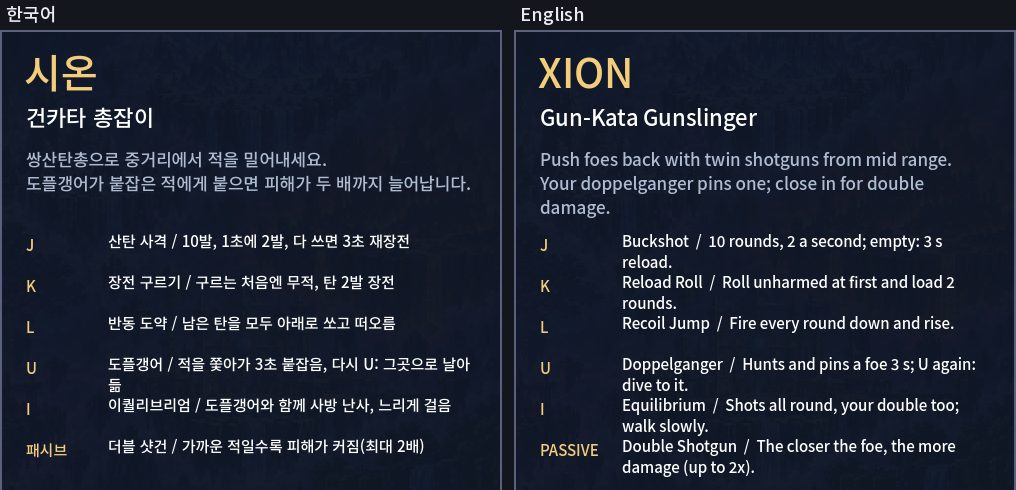 한국어
시온
건카타 총잡이
쌍산탄총으로 중거리에서 적을 밀어내세요.
도플갱어가 붙잡은 적에게 붙으면 피해가 두 배까지 늘어납니다.
J 산탄 사격 / 10발, 1초에 2발, 다 쓰면 3초 재장전
K 장전 구르기 / 구르는 처음엔 무적, 탄 2발 장전
L 반동 도약 / 남은 탄을 모두 아래로 쏘고 떠오름
U 도플갱어 / 적을 쫓아가 3초 붙잡음, 다시 U: 그곳으로 날아
듦
I 이퀄리브리엄 / 도플갱어와 함께 사방 난사, 느리게 걸음
패시브 더블 샷건 / 가까운 적일수록 피해가 커짐(최대 2배)
English
XION
Gun-Kata Gunslinger
Push foes back with twin shotguns from mid range.
Your doppelganger pins one; close in for double
damage.
J Buckshot / 10 rounds, 2 a second; empty: 3 s
reload.
K Reload Roll / Roll unharmed at first and load 2
rounds.
L Recoil Jump / Fire every round down and rise.
U Doppelganger / Hunts and pins a foe 3 s; U again:
dive to it.
I Equilibrium / Shots all round, your double too;
walk slowly.
PASSIVE Double Shotgun / The closer the foe, the more
damage (up to 2x).